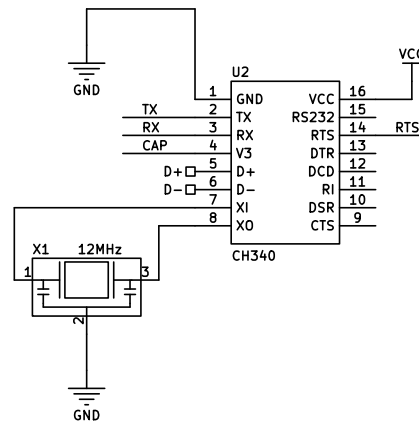 VCC
U2
GND
1 GND VCC 16
TX 2 TX RS232 15
RX 3 RX RTS 14 RTS
CAP 4 V3 DTR 13
D+ 5 D+ DCD 12
D- 6 D- RI 11
7 XI DSR 10
8 XO CTS 9
X1 12MHz
CH340
1 3
2
GND